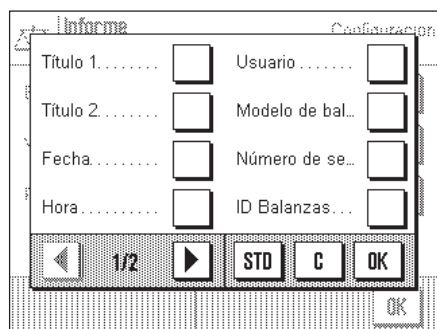 Informe
Configuracion
Título 1........
Usuario.......
Título 2........
Modelo de bal...
Fecha.........
Número de se...
Hora..........
ID Balanzas...
1/2
STD
C
OK
OK